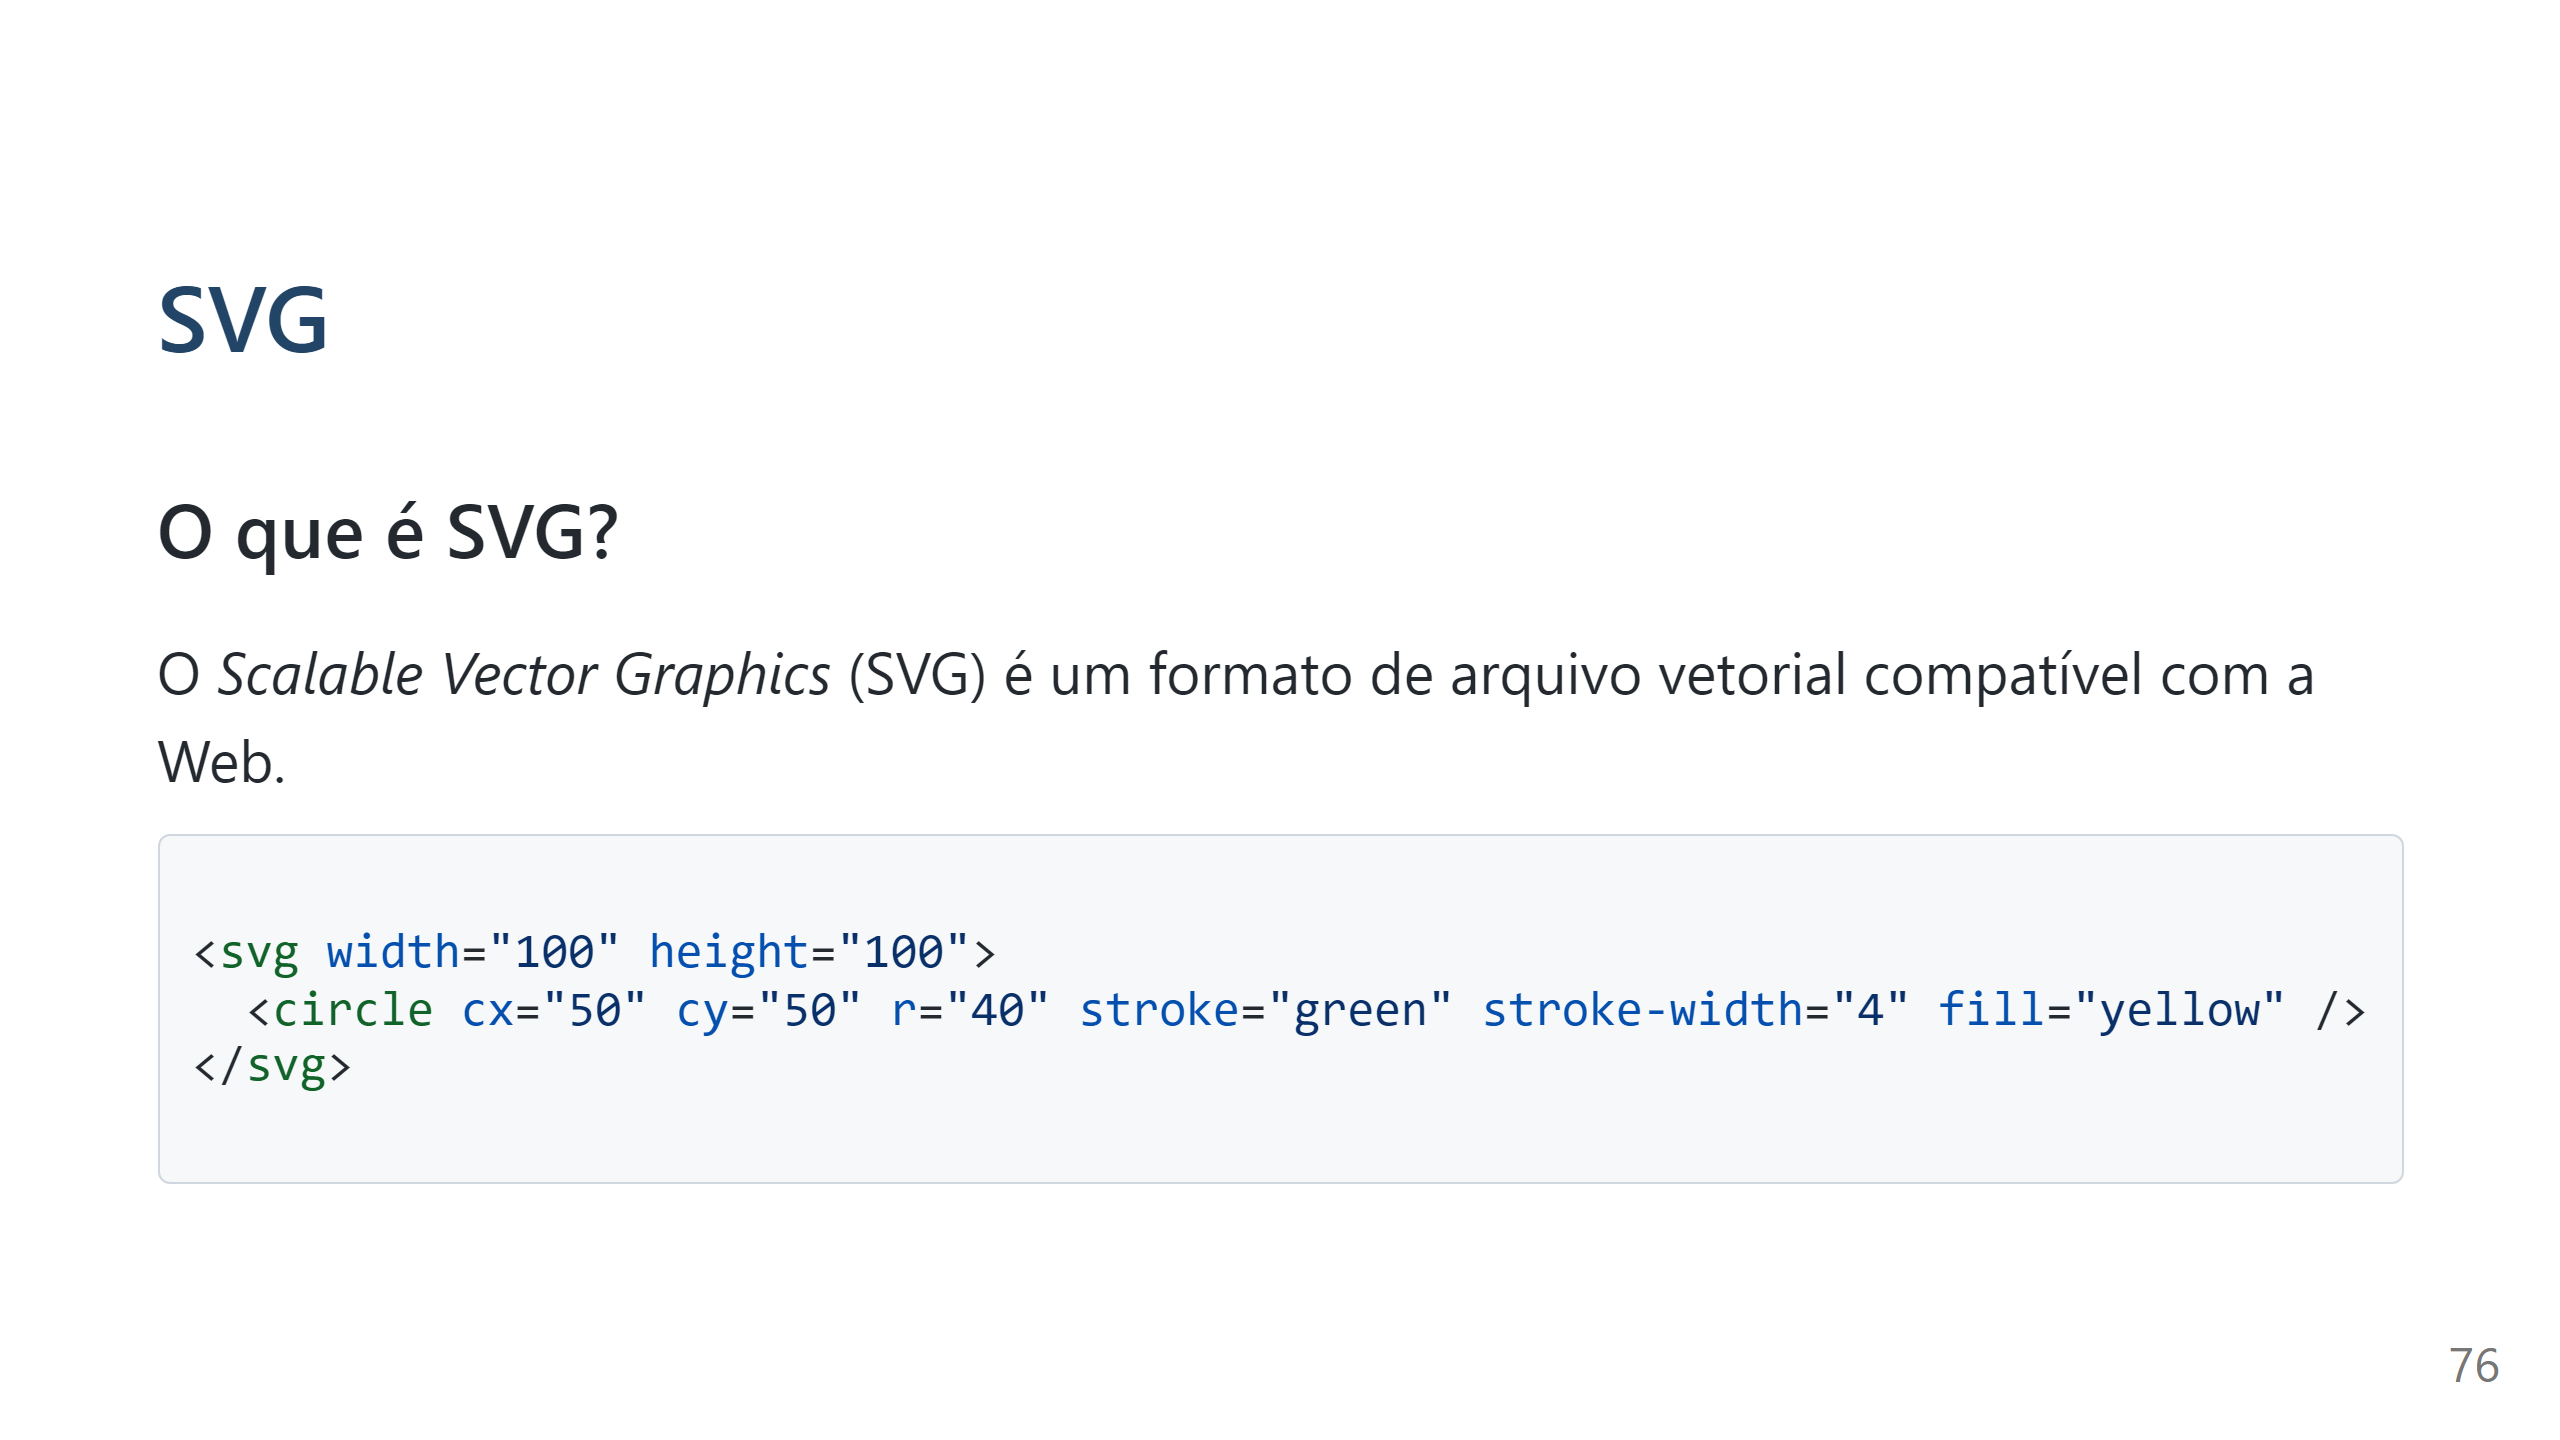 SVG
O que é SVG?
O Scalable Vector Graphics (SVG) é um formato de arquivo vetorial compatível com a
Web.
<svg width="100" height="100">
  <circle cx="50" cy="50" r="40" stroke="green" stroke-width="4" fill="yellow" />
</svg>
76